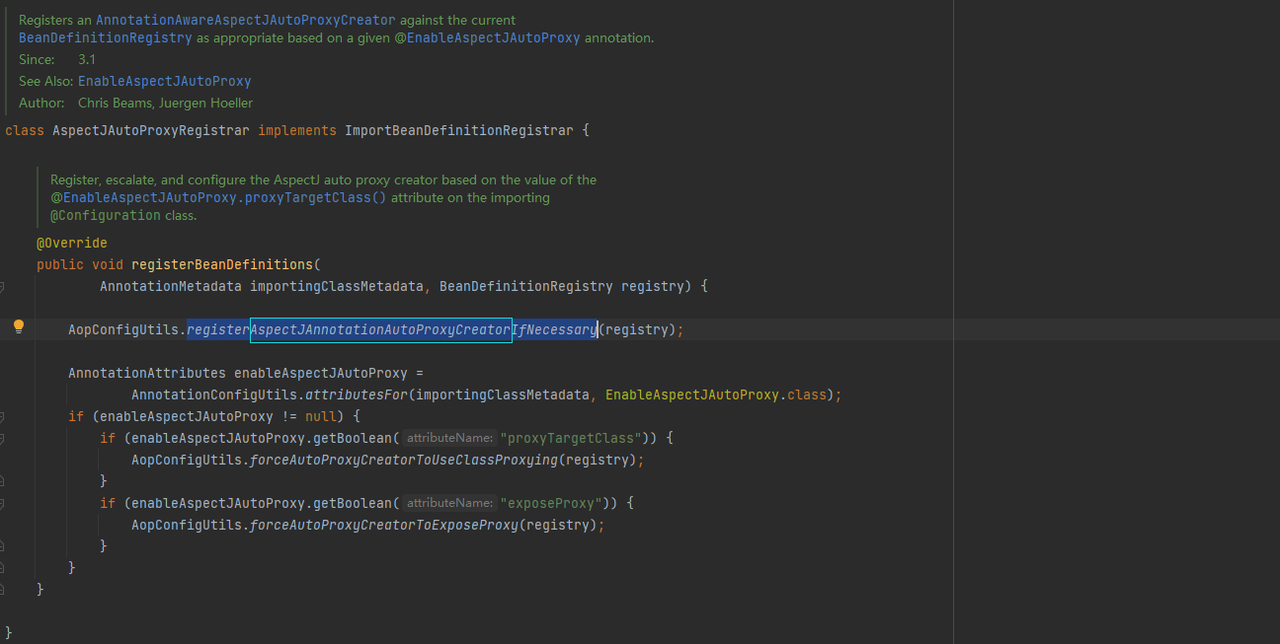 Registers an AnnotationAwareAspectJAutoProxyCreator against the current
BeanDefinitionRegistry as appropriate based on a given @EnableAspectJAutoProxy annotation.
Since: 3.1
See Also: EnableAspectJAutoProxy
Author: Chris Beams, Juergen Hoeller
class AspectJAutoProxyRegistrar implements ImportBeanDefinitionRegistrar {
Register, escalate, and configure the AspectJ auto proxy creator based on the value of the
@EnableAspectJAutoProxy.proxyTargetClass() attribute on the importing
@Configuration class.
@Override
public void registerBeanDefinitions(
AnnotationMetadata importingClassMetadata, BeanDefinitionRegistry registry) {
AopConfigUtils.registerAspectJAnnotationAutoProxyCreatorIfNecessary(registry);
AnnotationAttributes enableAspectJAutoProxy =
AnnotationConfigUtils.attributesFor(importingClassMetadata, EnableAspectJAutoProxy.class);
if (enableAspectJAutoProxy != null) {
if (enableAspectJAutoProxy.getBoolean( attributeName: "proxyTargetClass")) {
AopConfigUtils.forceAutoProxyCreatorToUseClassProxying(registry);
}
if (enableAspectJAutoProxy.getBoolean( attributeName: "exposeProxy")) {
AopConfigUtils.forceAutoProxyCreatorToExposeProxy(registry);
}
}
}
}